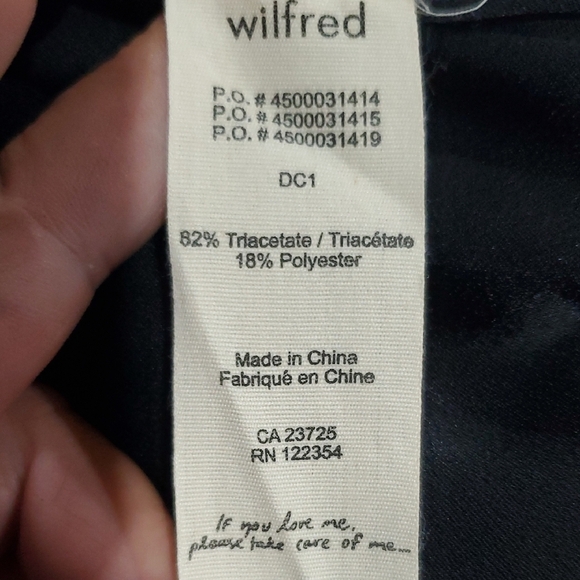 wilfred
P.O. # 4500031414
P.O. # 4500031415
P.O. # 4500031419
DC1
82% Triacetate / Triacétate
18% Polyester
Made in China
Fabriqué en Chine
CA 23725
RN 122354
If you love me,
please take care of me...